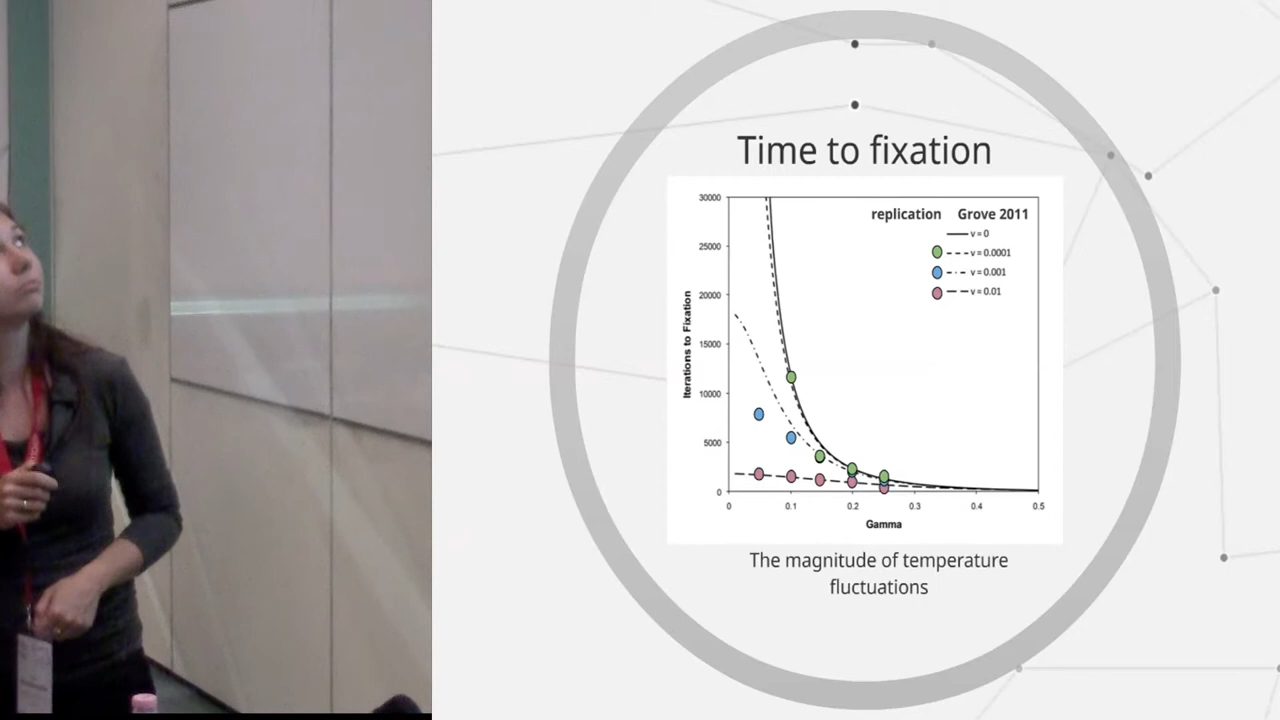 Time to fixation
30000
25000
20000
15000
10000
5000
0
Iterations to Fixation
replication Grove 2011
v = 0
v = 0.0001
v = 0.001
v = 0.01
0 0.1 0.2 0.3 0.4 0.5
Gamma
The magnitude of temperature
fluctuations